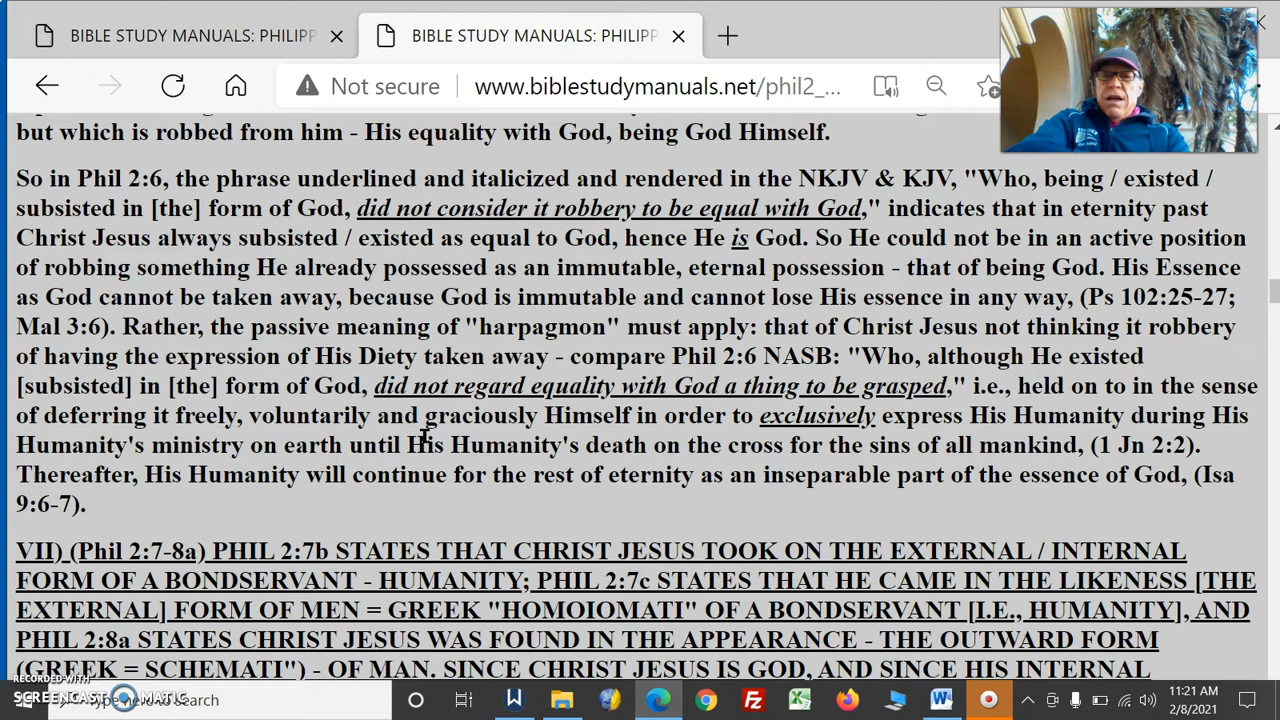 BIBLE STUDY MANUALS: PHILIPP
BIBLE STUDY MANUALS: PHILIPP
Not secure
www.biblestudymanuals.net/phil2_...
but which is robbed from him - His equality with God, being God Himself.
So in Phil 2:6, the phrase underlined and italicized and rendered in the NKJV & KJV, "Who, being / existed /
subsisted in [the] form of God, did not consider it robbery to be equal with God," indicates that in eternity past
Christ Jesus always subsisted / existed as equal to God, hence He is God. So He could not be in an active position
of robbing something He already possessed as an immutable, eternal possession - that of being God. His Essence
as God cannot be taken away, because God is immutable and cannot lose His essence in any way, (Ps 102:25-27;
Mal 3:6). Rather, the passive meaning of "harpagmon" must apply: that of Christ Jesus not thinking it robbery
of having the expression of His Diety taken away - compare Phil 2:6 NASB: "Who, although He existed
[subsisted] in [the] form of God, did not regard equality with God a thing to be grasped," i.e., held on to in the sense
of deferring it freely, voluntarily and graciously Himself in order to exclusively express His Humanity during His
Humanity's ministry on earth until His Humanity's death on the cross for the sins of all mankind, (1 Jn 2:2).
Thereafter, His Humanity will continue for the rest of eternity as an inseparable part of the essence of God, (Isa
9:6-7).
VII) (Phil 2:7-8a) PHIL 2:7b STATES THAT CHRIST JESUS TOOK ON THE EXTERNAL / INTERNAL
FORM OF A BONDSERVANT - HUMANITY; PHIL 2:7c STATES THAT HE CAME IN THE LIKENESS [THE
EXTERNAL] FORM OF MEN = GREEK "HOMOIOMATI" OF A BONDSERVANT [I.E., HUMANITY], AND
PHIL 2:8a STATES CHRIST JESUS WAS FOUND IN THE APPEARANCE - THE OUTWARD FORM
(GREEK = SCHEMATI") - OF MAN. SINCE CHRIST JESUS IS GOD, AND SINCE HIS INTERNAL
RECORDED WITH
SCREENCAST MATIC
Type here to search
11:21 AM
2/8/2021